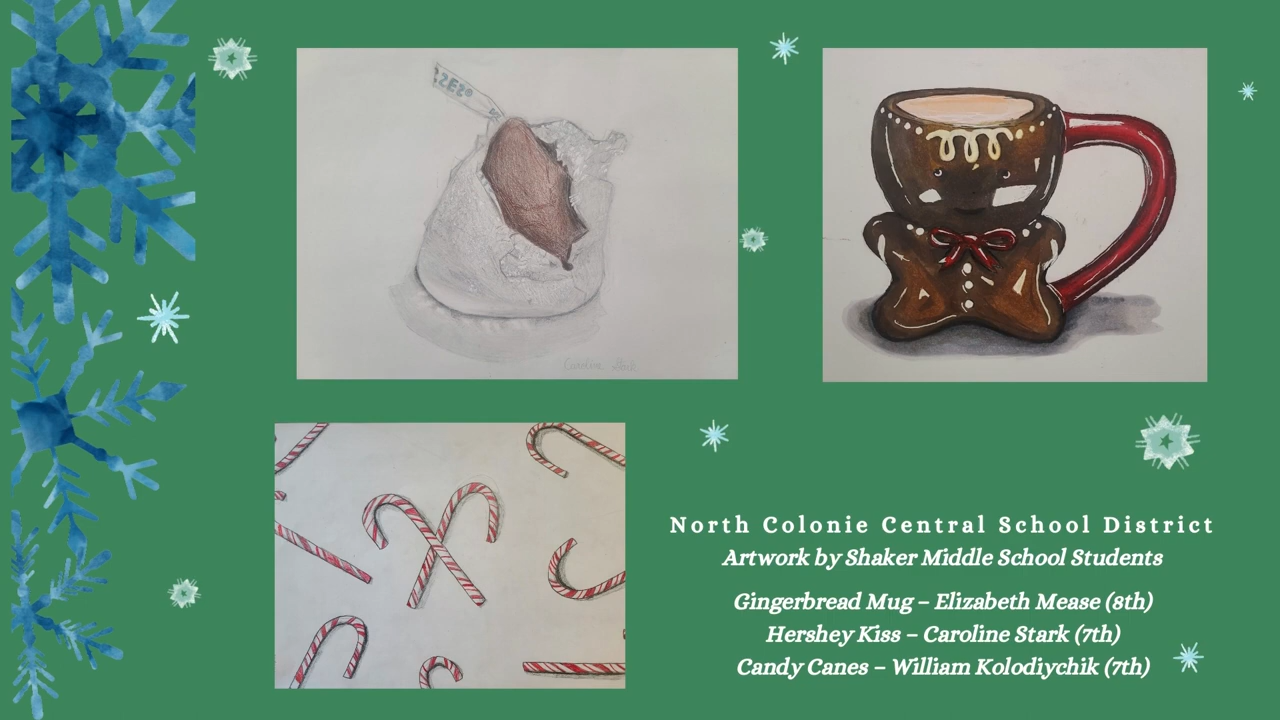 North Colonie Central School District
Artwork by Shaker Middle School Students
Gingerbread Mug – Elizabeth Mease (8th)
Hershey Kiss – Caroline Stark (7th)
Candy Canes – William Kolodiychik (7th)